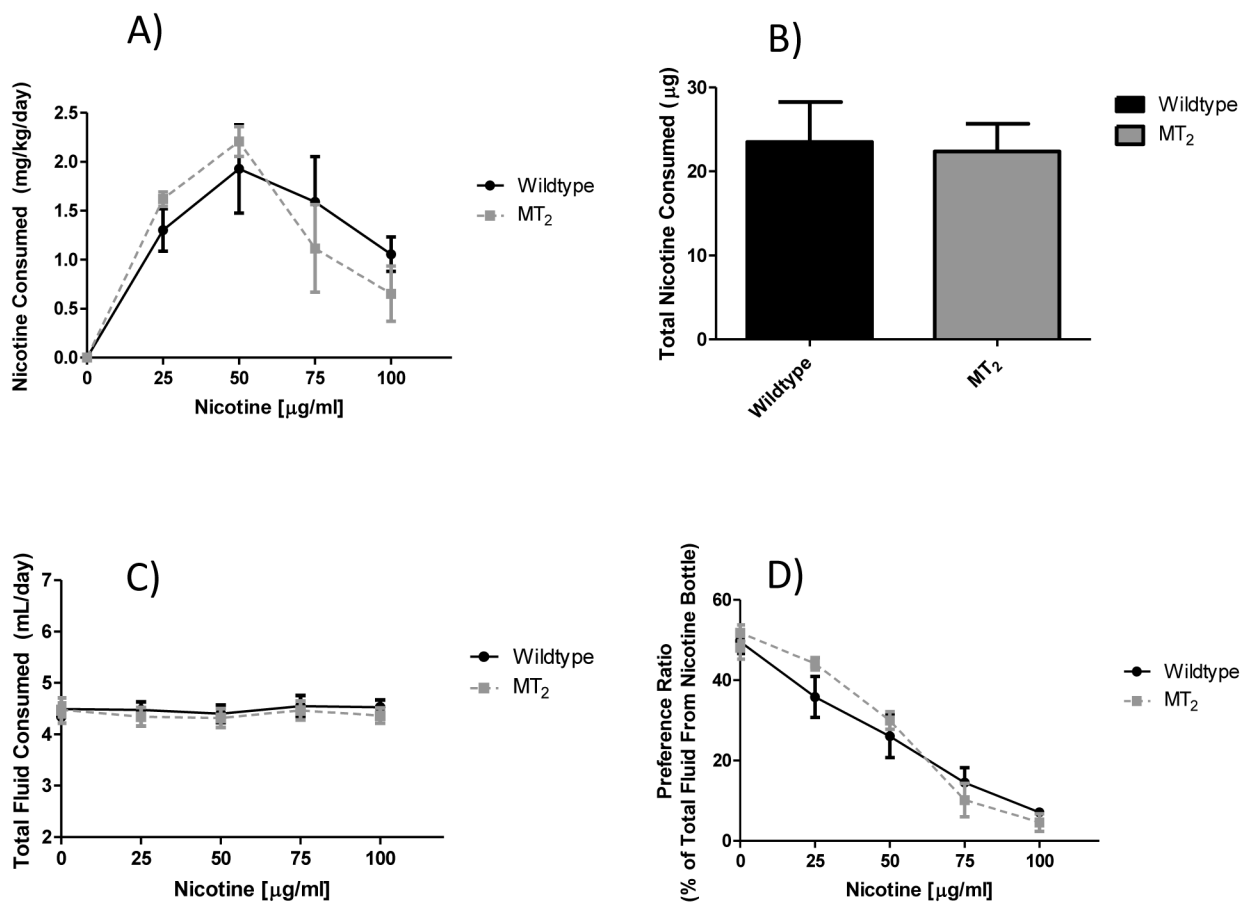 A)
Nicotine Consumed (mg/kg/day)
2.5
2.0
1.5
1.0
0.5
0.0
0 25 50 75 100
Nicotine [µg/ml]
Wildtype
MT2
B)
Total Nicotine Consumed (µg)
30
20
10
0
Wildtype
MT2
Wildtype
MT2
C)
Total Fluid Consumed (mL/day)
7
6
5
4
3
2
0 25 50 75 100
Nicotine [µg/ml]
Wildtype
MT2
D)
Preference Ratio
(% of Total Fluid From Nicotine Bottle)
60
40
20
0
0 25 50 75 100
Nicotine [µg/ml]
Wildtype
MT2